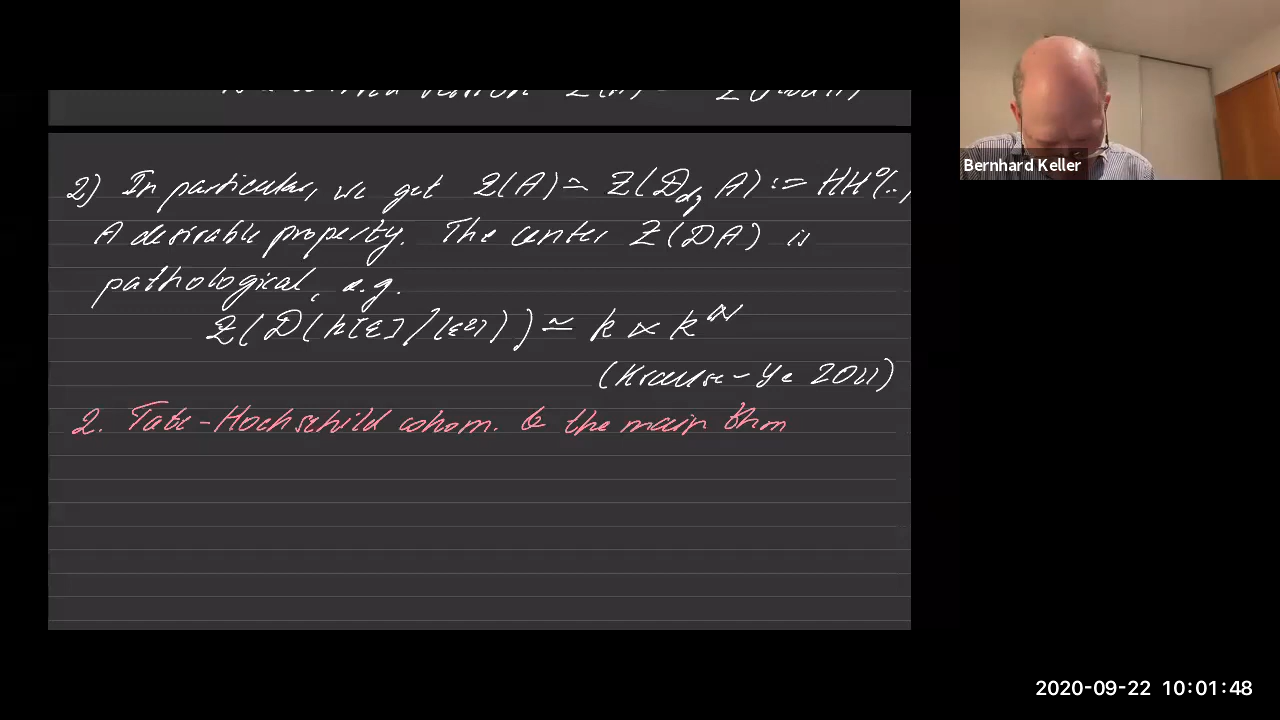 2) In particular, we get Z(A) ≃ Z(D_dg A) := HH⁰(..,
A desirable property. The center Z(DA) is
pathological, e.g.
Z(D(k[ε]/(ε²))) ≃ k ⋉ k^ℕ
(Krause-Ye 2011)
2. Tate-Hochschild cohom. & the main thm
Bernhard Keller
2020-09-22 10:01:48